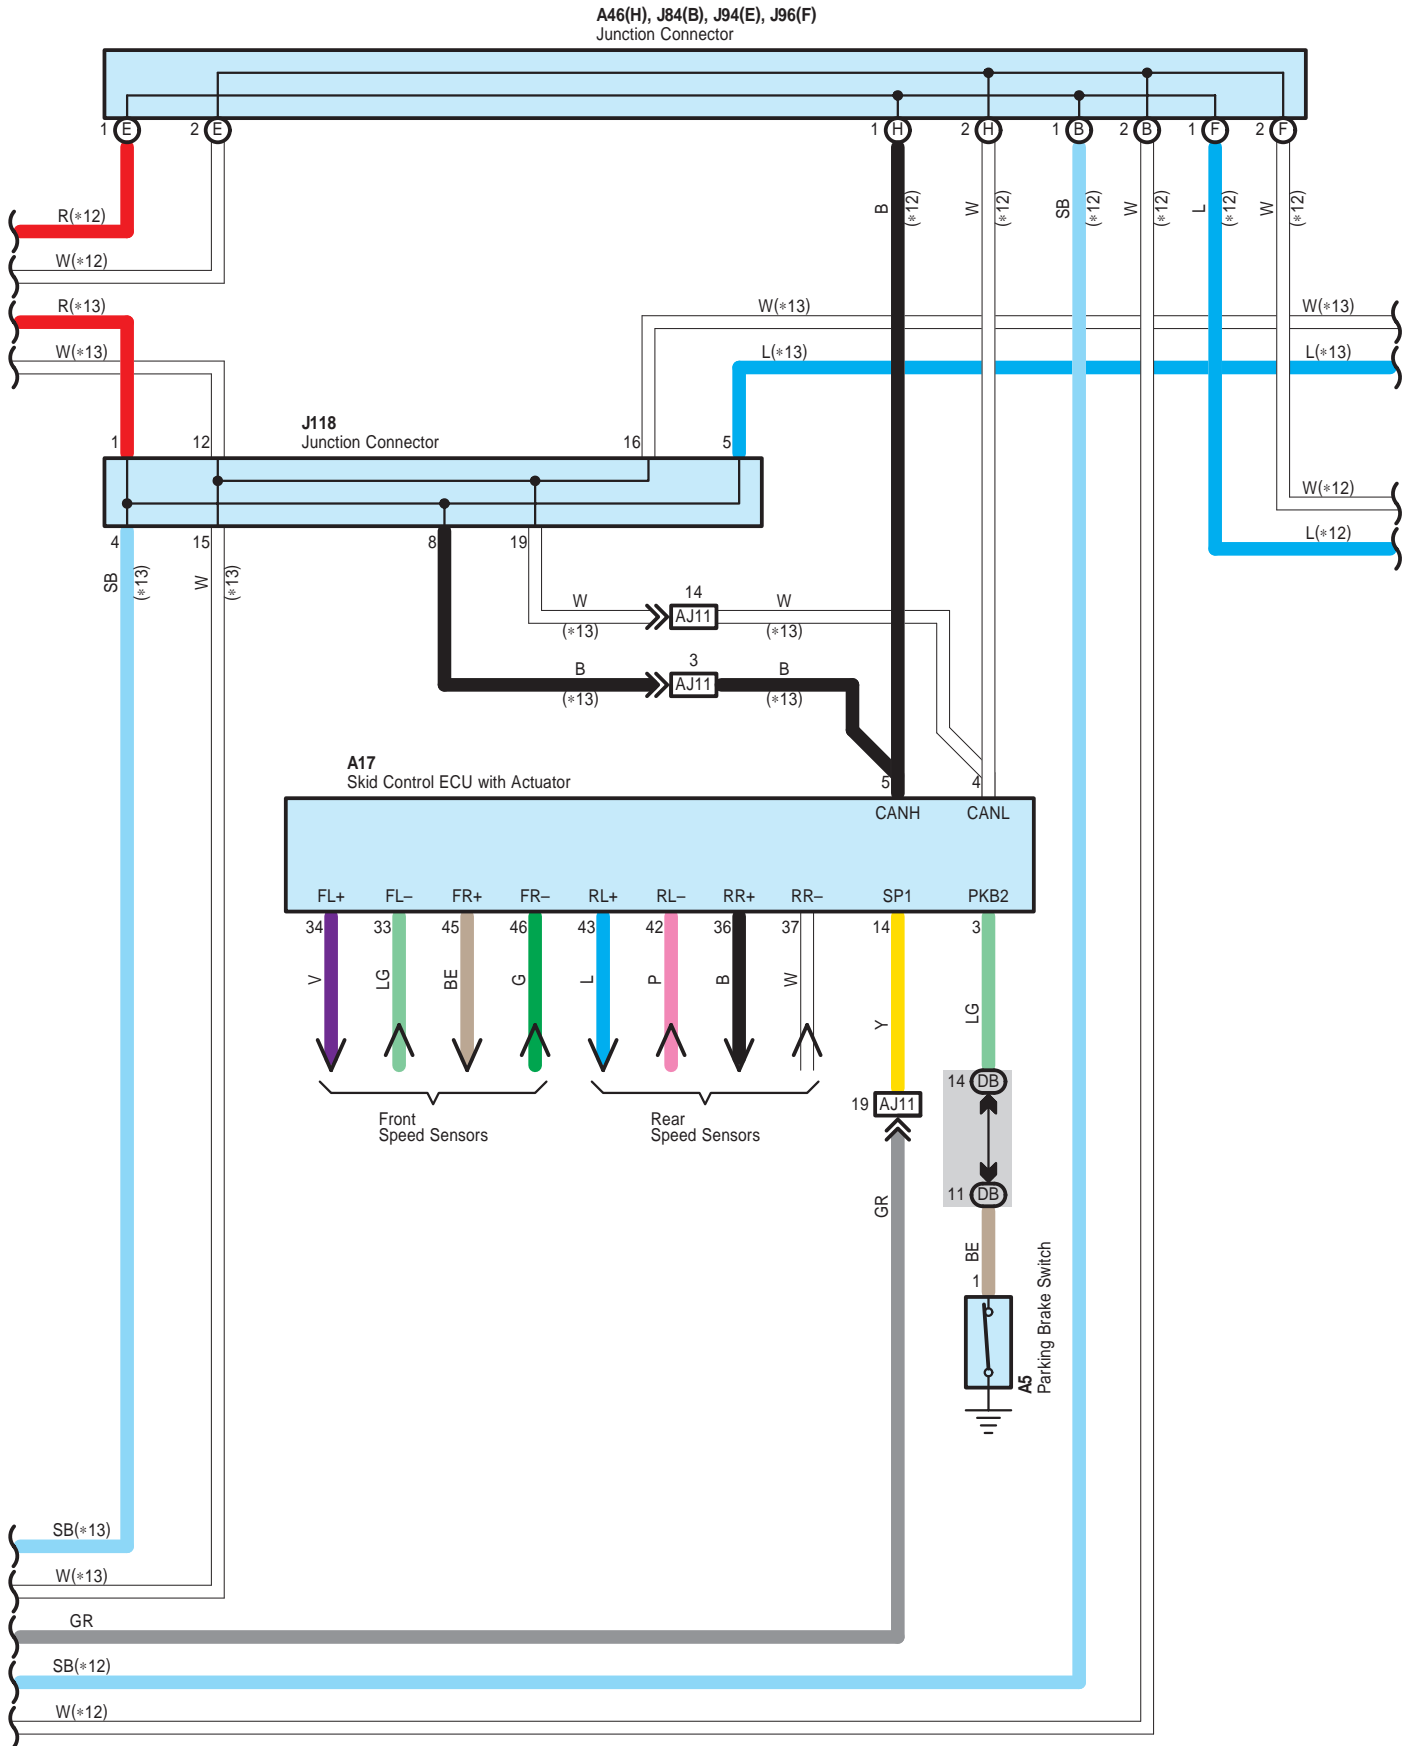 A46(H), J84(B), J94(E), J96(F)
Junction Connector
1 E 2 E 1 H 2 H 1 B 2 B 1 F 2 F
B (*12) W (*12) SB (*12) W (*12) L (*12) W (*12)
R(*12)
W(*12)
R(*13) W(*13) W(*13)
W(*13) L(*13) L(*13)
J118
Junction Connector
1 12 16 5
W(*12)
L(*12)
4 15 8 19
SB (*13) W (*13)
14
W AJ11 W
(*13) (*13)
3
B AJ11 B
(*13) (*13)
A17
Skid Control ECU with Actuator
5 4
CANH CANL
FL+ FL– FR+ FR– RL+ RL– RR+ RR– SP1 PKB2
34 33 45 46 43 42 36 37 14 3
V LG BE G L P B W Y LG
14 DB
19 AJ11
Front
Speed Sensors
Rear
Speed Sensors
11 DB
GR
BE
1
A5
Parking Brake Switch
SB(*13)
W(*13)
GR
SB(*12)
W(*12)